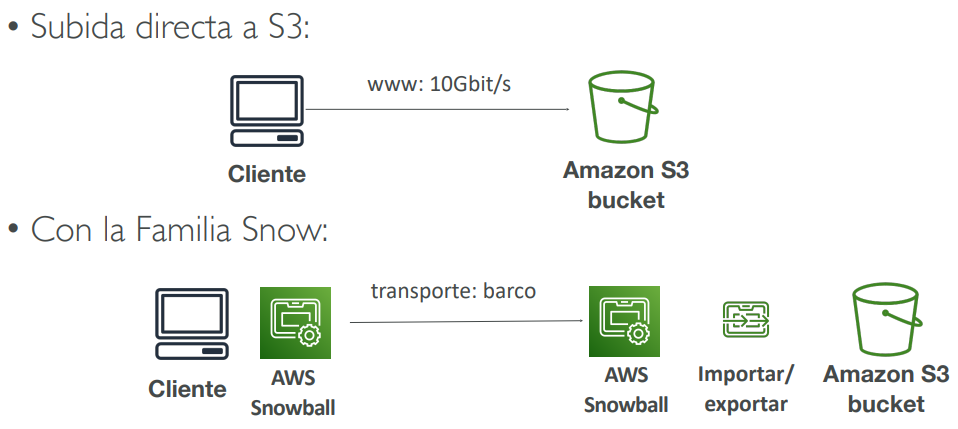 • Subida directa a S3:
www: 10Gbit/s
Cliente
Amazon S3
bucket
• Con la Familia Snow:
transporte: barco
Cliente
AWS
Snowball
AWS
Snowball
Importar/
exportar
Amazon S3
bucket